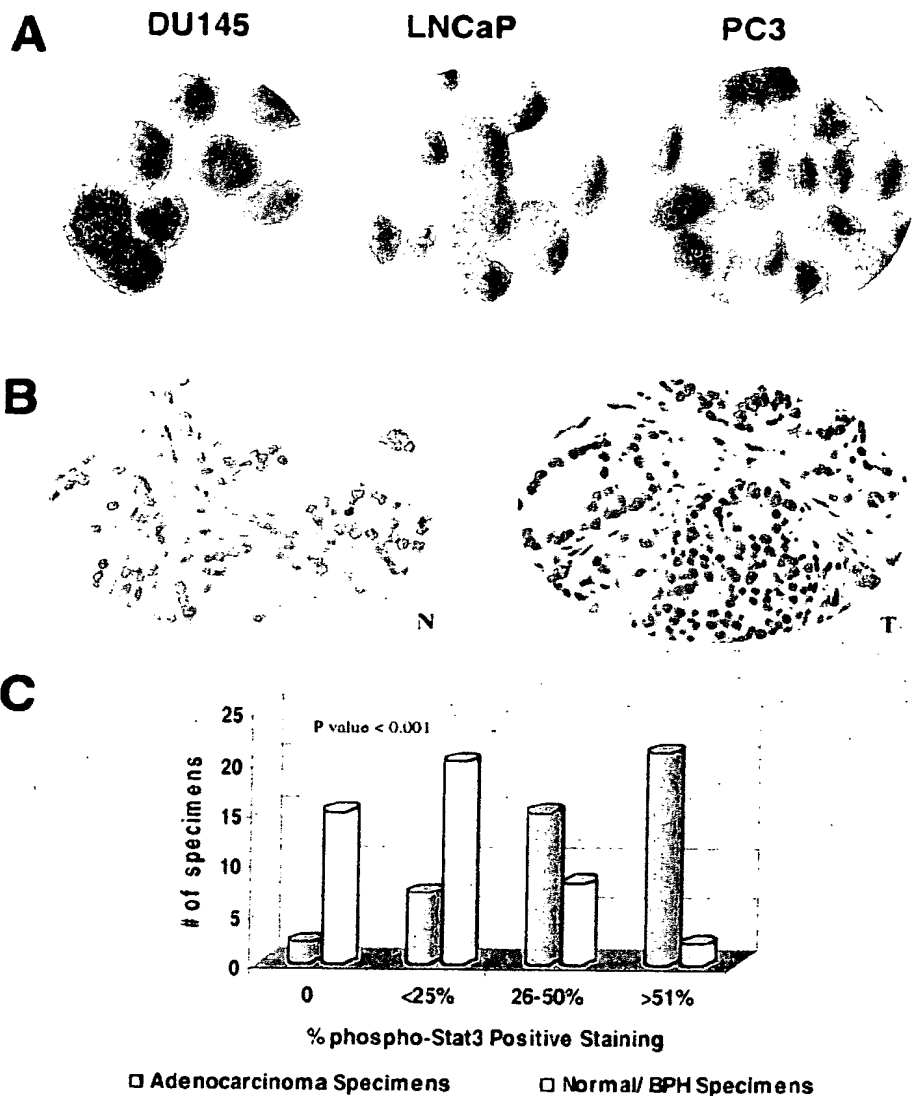 A
DU145 LNCaP PC3
B
N
T
C
P value < 0.001
# of specimens
25
20
15
10
5
0
0 <25% 26-50% >51%
% phospho-Stat3 Positive Staining
Adenocarcinoma Specimens Normal/ BPH Specimens